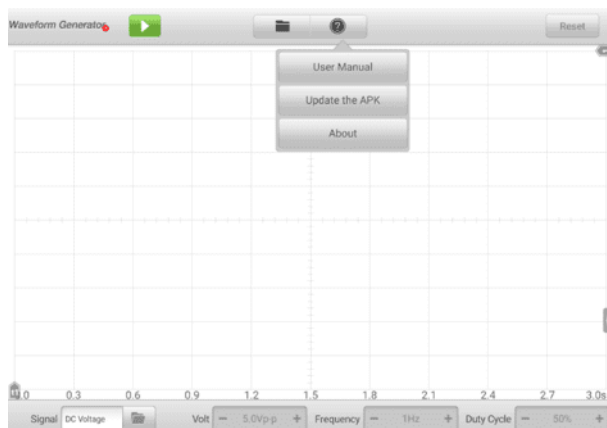 Waveform Generator
?
Reset
User Manual
Update the APK
About
0.3 0.6 0.9 1.2 1.5 1.8 2.1 2.4 2.7 3.0s
Signal DC Voltage Volt − 5.0Vp-p + Frequency − 1Hz + Duty Cycle − 50% +